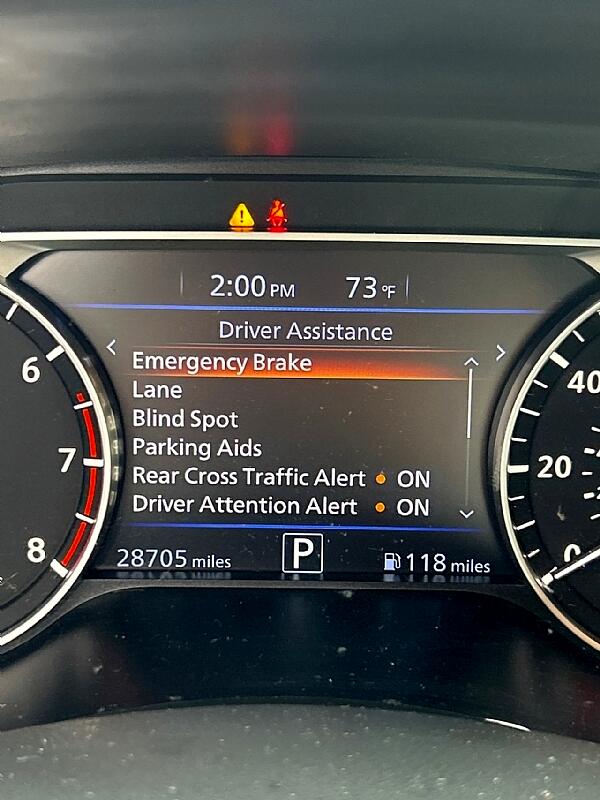 2:00 PM 73 °F
Driver Assistance
Emergency Brake
6
40
Lane
Blind Spot
Parking Aids
7
20
Rear Cross Traffic Alert ON
Driver Attention Alert ON
8
0
28705 miles P 118 miles